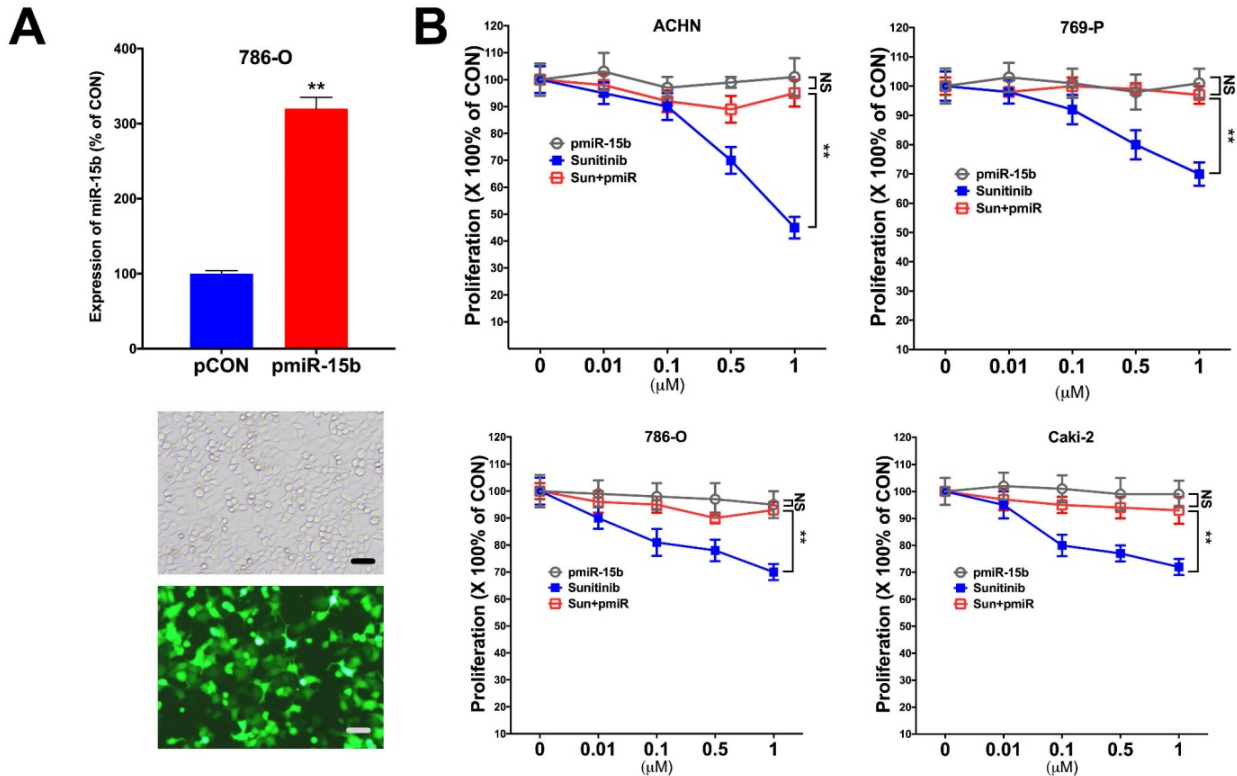 A
786-O
Expression of miR-15b (% of CON)
400
300
200
100
0
**
pCON
pmiR-15b
B
ACHN
Proliferation (X 100% of CON)
120
110
100
90
80
70
60
50
40
30
20
10
pmiR-15b
Sunitinib
Sun+pmiR
NS
**
0 0.01 0.1 0.5 1
(μM)
769-P
Proliferation (X 100% of CON)
120
110
100
90
80
70
60
50
40
30
20
10
pmiR-15b
Sunitinib
Sun+pmiR
NS
**
0 0.01 0.1 0.5 1
(μM)
786-O
Proliferation (X 100% of CON)
120
110
100
90
80
70
60
50
40
30
20
10
pmiR-15b
Sunitinib
Sun+pmiR
NS
**
0 0.01 0.1 0.5 1
(μM)
Caki-2
Proliferation (X 100% of CON)
120
110
100
90
80
70
60
50
40
30
20
10
pmiR-15b
Sunitinib
Sun+pmiR
NS
**
0 0.01 0.1 0.5 1
(μM)